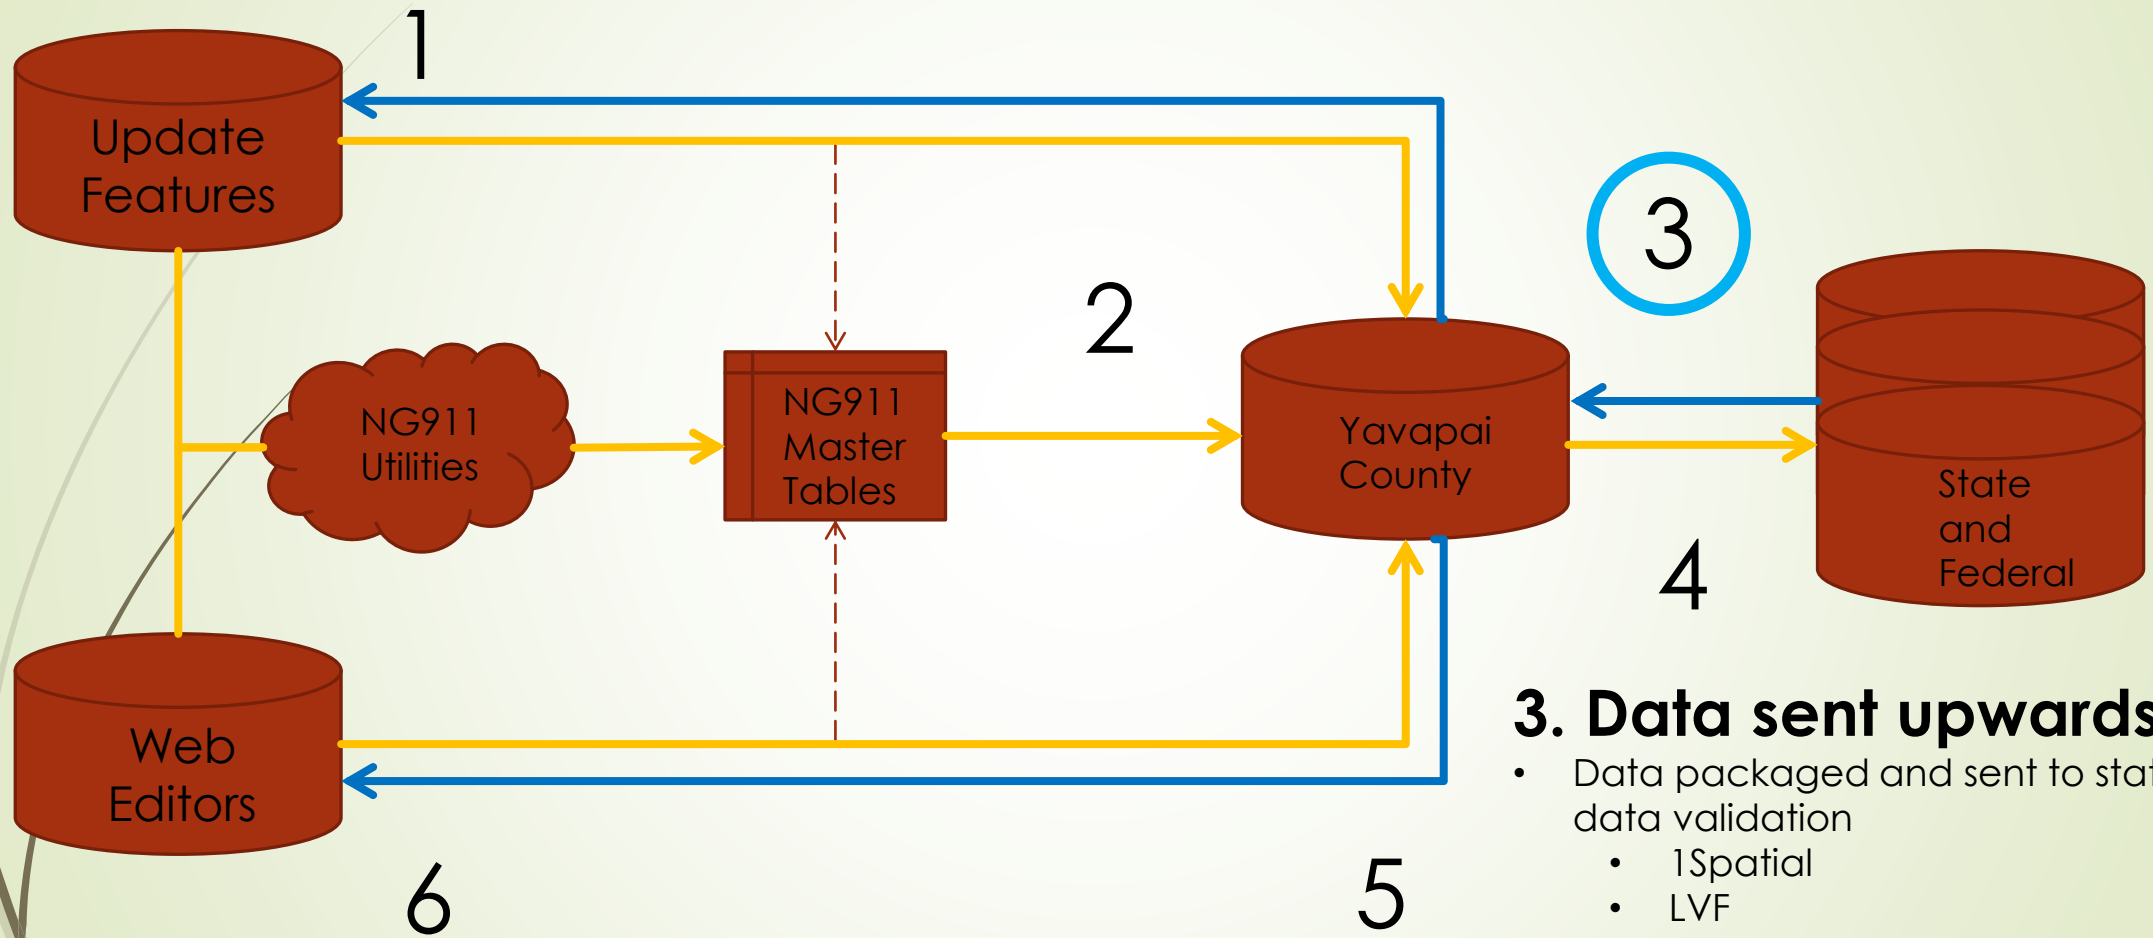 1
Update
Features
2
3
NG911
Utilities
NG911
Master
Tables
Yavapai
County
State
and
Federal
4
Web
Editors
3. Data sent upwards
• Data packaged and sent to
data validation
• 1Spatial
• LVF
5
6